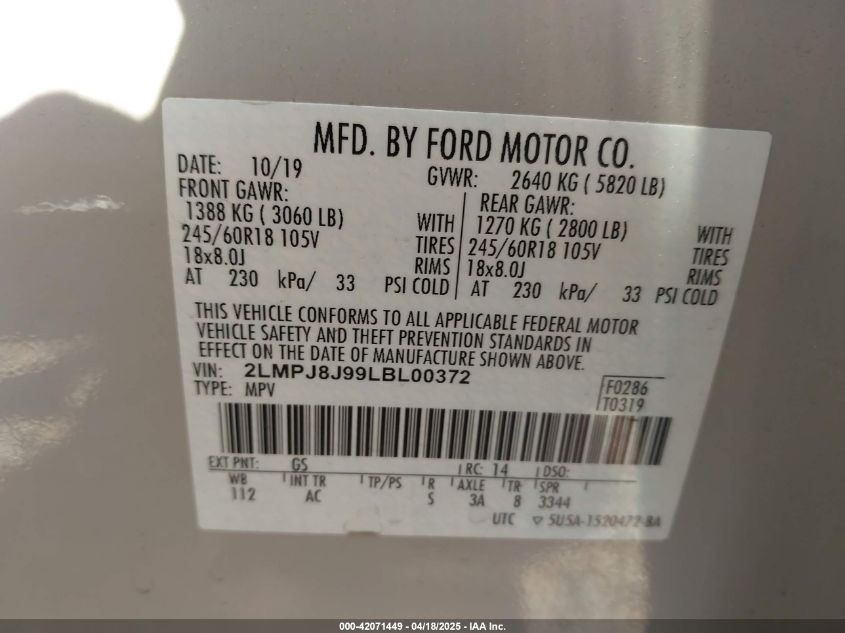 MFD. BY FORD MOTOR CO.
DATE: 10/19 GVWR: 2640 KG ( 5820 LB)
FRONT GAWR: REAR GAWR:
1388 KG ( 3060 LB) WITH 1270 KG ( 2800 LB) WITH
245/60R18 105V TIRES 245/60R18 105V TIRES
18x8.0J RIMS 18x8.0J RIMS
AT 230 kPa/ 33 PSI COLD AT 230 kPa/ 33 PSI COLD
THIS VEHICLE CONFORMS TO ALL APPLICABLE FEDERAL MOTOR
VEHICLE SAFETY AND THEFT PREVENTION STANDARDS IN
EFFECT ON THE DATE OF MANUFACTURE SHOWN ABOVE.
VIN: 2LMPJ8J99LBL00372
TYPE: MPV F0286
T0319
EXT PNT: GS RC: 14 DSO:
WB INT TR TP/PS R AXLE TR SPR
112 AC S 3A 8 3344
UTC ▽ 5U5A-1520472-BA
000-42071449 - 04/18/2025 - IAA Inc.